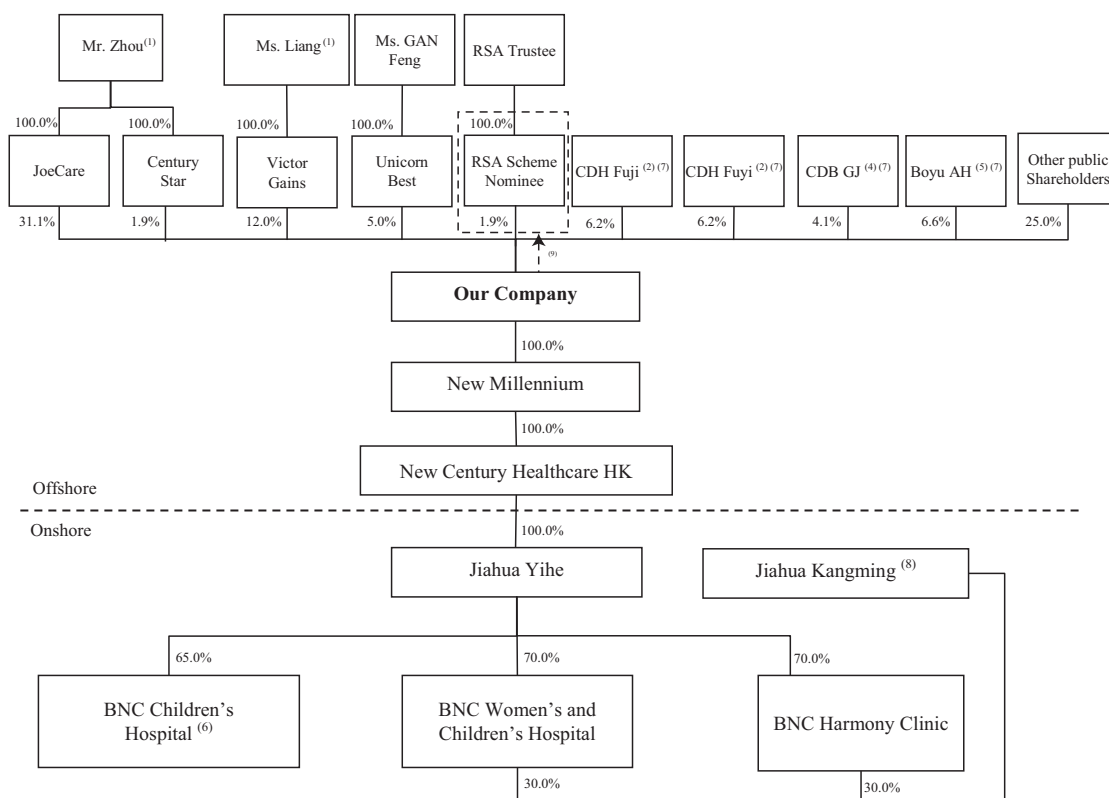 Mr. Zhou(1)
Ms. Liang (1)
Ms. GAN
Feng
RSA Trustee
100.0%
100.0%
100.0%
100.0%
100.0%
JoeCare
Century
Star
Victor
Gains
Unicorn
Best
RSA Scheme
Nominee
CDH Fuji (2) (7)
CDH Fuyi (2) (7)
CDB GJ (4) (7)
Boyu AH (5) (7)
Other public
Shareholders
31.1%
1.9%
12.0%
5.0%
1.9%
6.2%
6.2%
4.1%
6.6%
25.0%
(9)
Our Company
100.0%
New Millennium
100.0%
New Century Healthcare HK
Offshore
Onshore
100.0%
Jiahua Yihe
Jiahua Kangming (8)
65.0%
70.0%
70.0%
BNC Children's
Hospital (6)
BNC Women's and
Children's Hospital
BNC Harmony Clinic
30.0%
30.0%